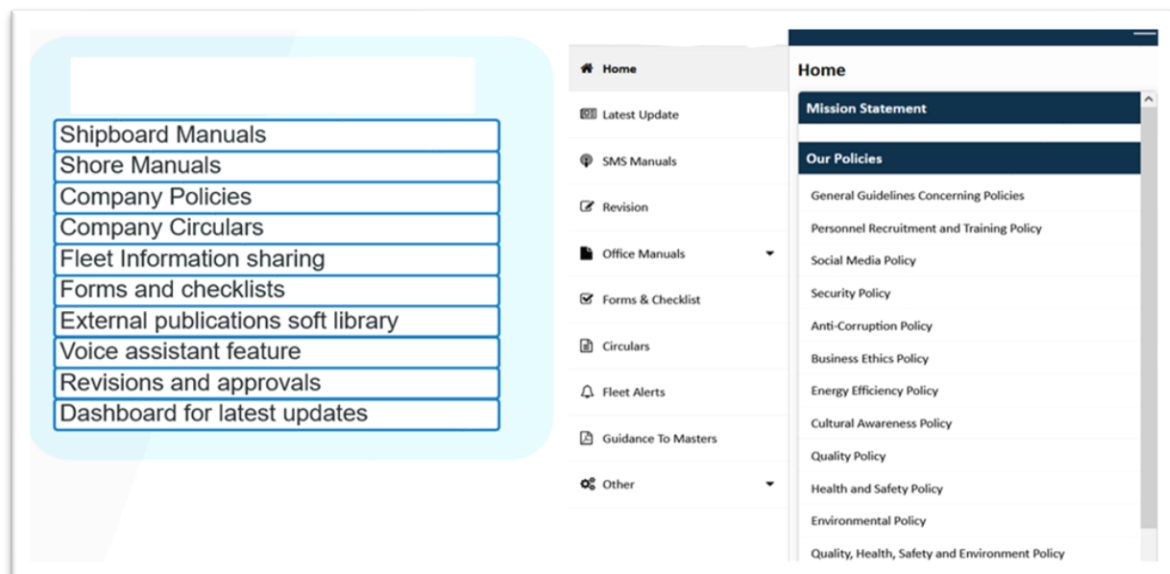 Shipboard Manuals
Shore Manuals
Company Policies
Company Circulars
Fleet Information sharing
Forms and checklists
External publications soft library
Voice assistant feature
Revisions and approvals
Dashboard for latest updates
Home
Latest Update
SMS Manuals
Revision
Office Manuals
Forms & Checklist
Circulars
Fleet Alerts
Guidance To Masters
Other
Home
Mission Statement
Our Policies
General Guidelines Concerning Policies
Personnel Recruitment and Training Policy
Social Media Policy
Security Policy
Anti-Corruption Policy
Business Ethics Policy
Energy Efficiency Policy
Cultural Awareness Policy
Quality Policy
Health and Safety Policy
Environmental Policy
Quality, Health, Safety and Environment Policy